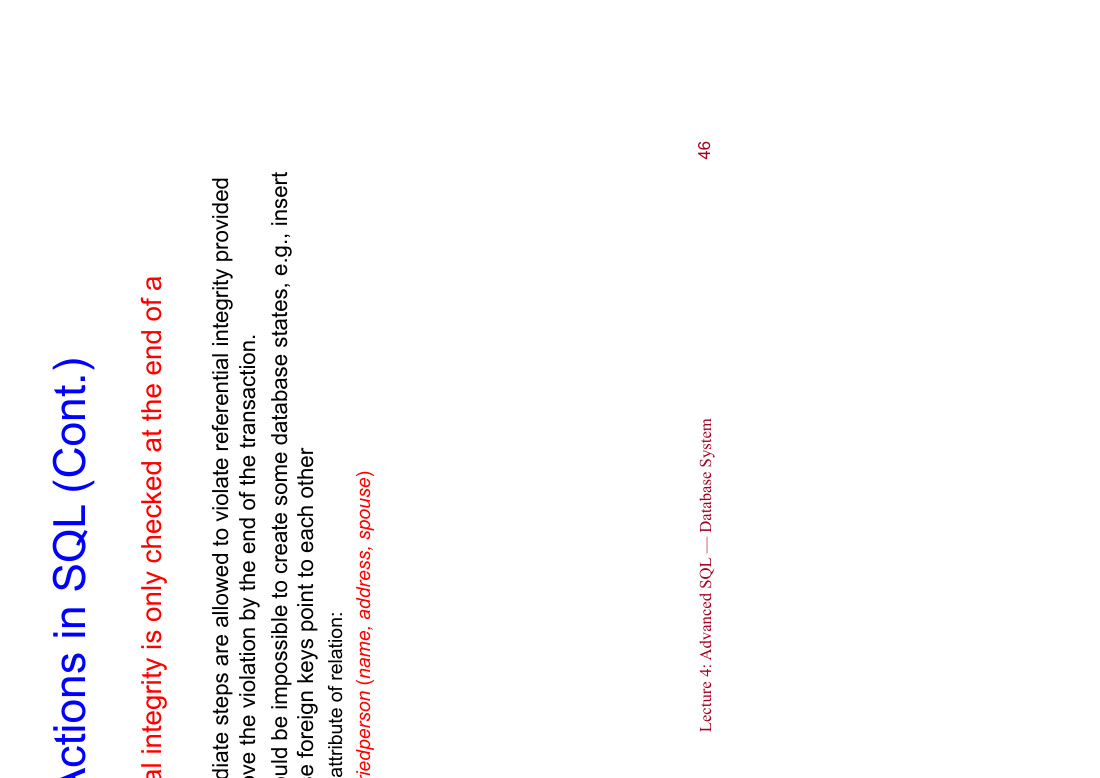 Actions in SQL (Cont.)
al integrity is only checked at the end of a
diate steps are allowed to violate referential integrity provided
ove the violation by the end of the transaction.
ould be impossible to create some database states, e.g., insert
e foreign keys point to each other
attribute of relation:
riedperson (name, address, spouse)
Lecture 4: Advanced SQL — Database System
46